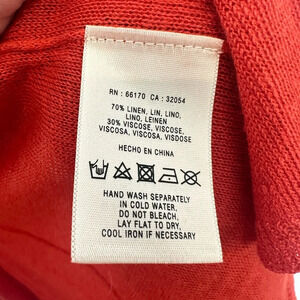 RN : 66170 CA : 32054
70% LINEN, LIN, LINO,
LINO, LEINEN
30% VISCOSE, VISCOSE,
VISCOSA, VISCOSA, VISKOSE
HECHO EN CHINA
HAND WASH SEPARATELY
IN COLD WATER.
DO NOT BLEACH.
LAY FLAT TO DRY.
COOL IRON IF NECESSARY